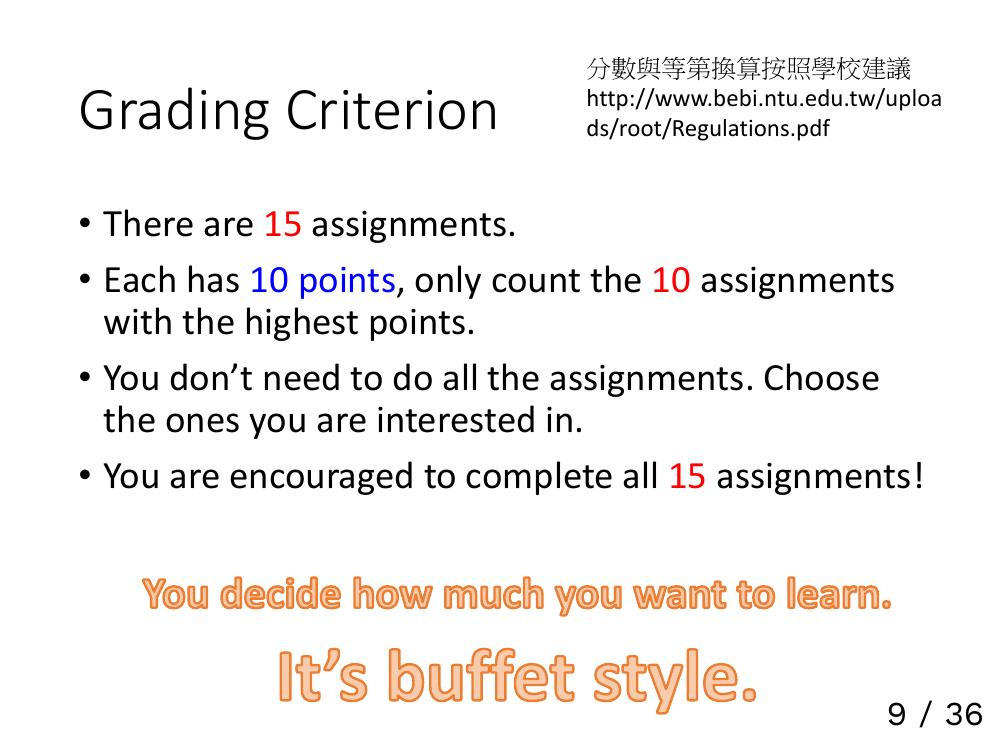 Grading Criterion
分數與等第換算按照學校建議
http://www.bebi.ntu.edu.tw/uploa
ds/root/Regulations.pdf
• There are 15 assignments.
• Each has 10 points, only count the 10 assignments
with the highest points.
• You don’t need to do all the assignments. Choose
the ones you are interested in.
• You are encouraged to complete all 15 assignments!
You decide how much you want to learn.
It’s buffet style.
9 / 36